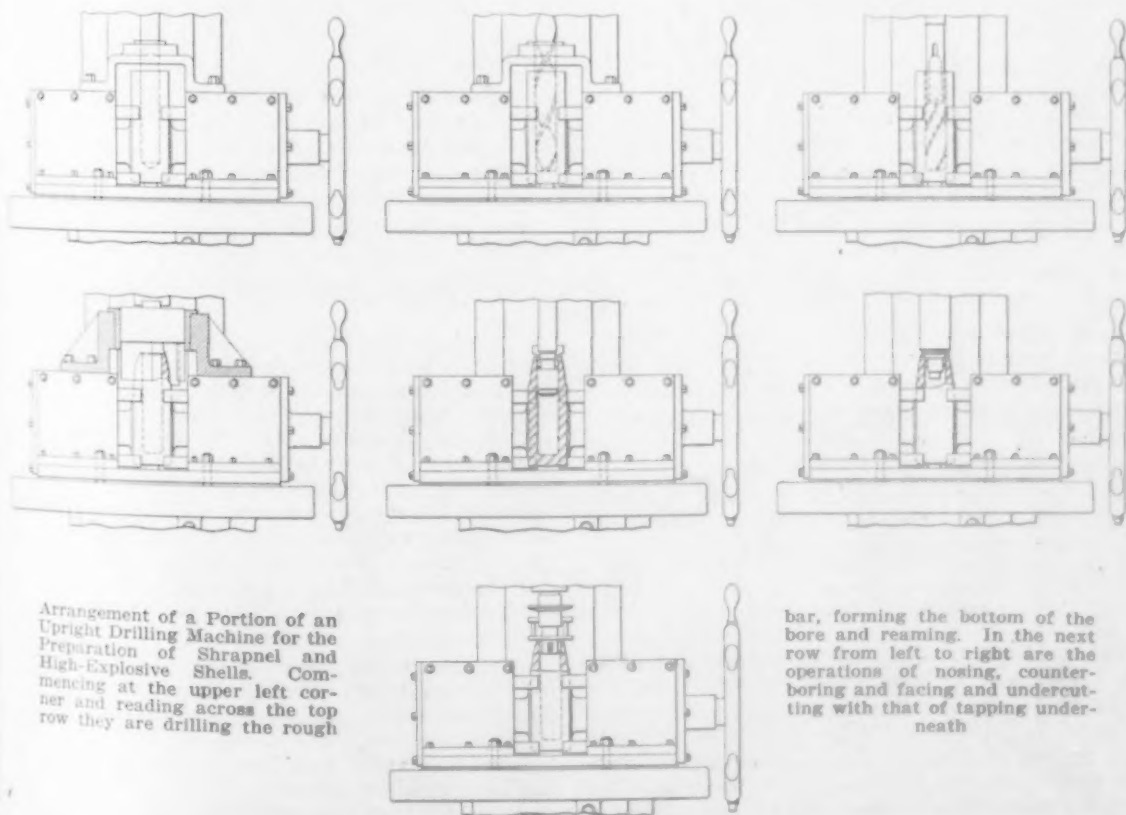 Arrangement of a Portion of an
Upright Drilling Machine for the
Preparation of Shrapnel and
High-Explosive Shells. Com-
mencing at the upper left cor-
ner and reading across the top
row they are drilling the rough
bar, forming the bottom of the
bore and reaming. In the next
row from left to right are the
operations of nosing, counter-
boring and facing and undercut-
ting with that of tapping under-
neath